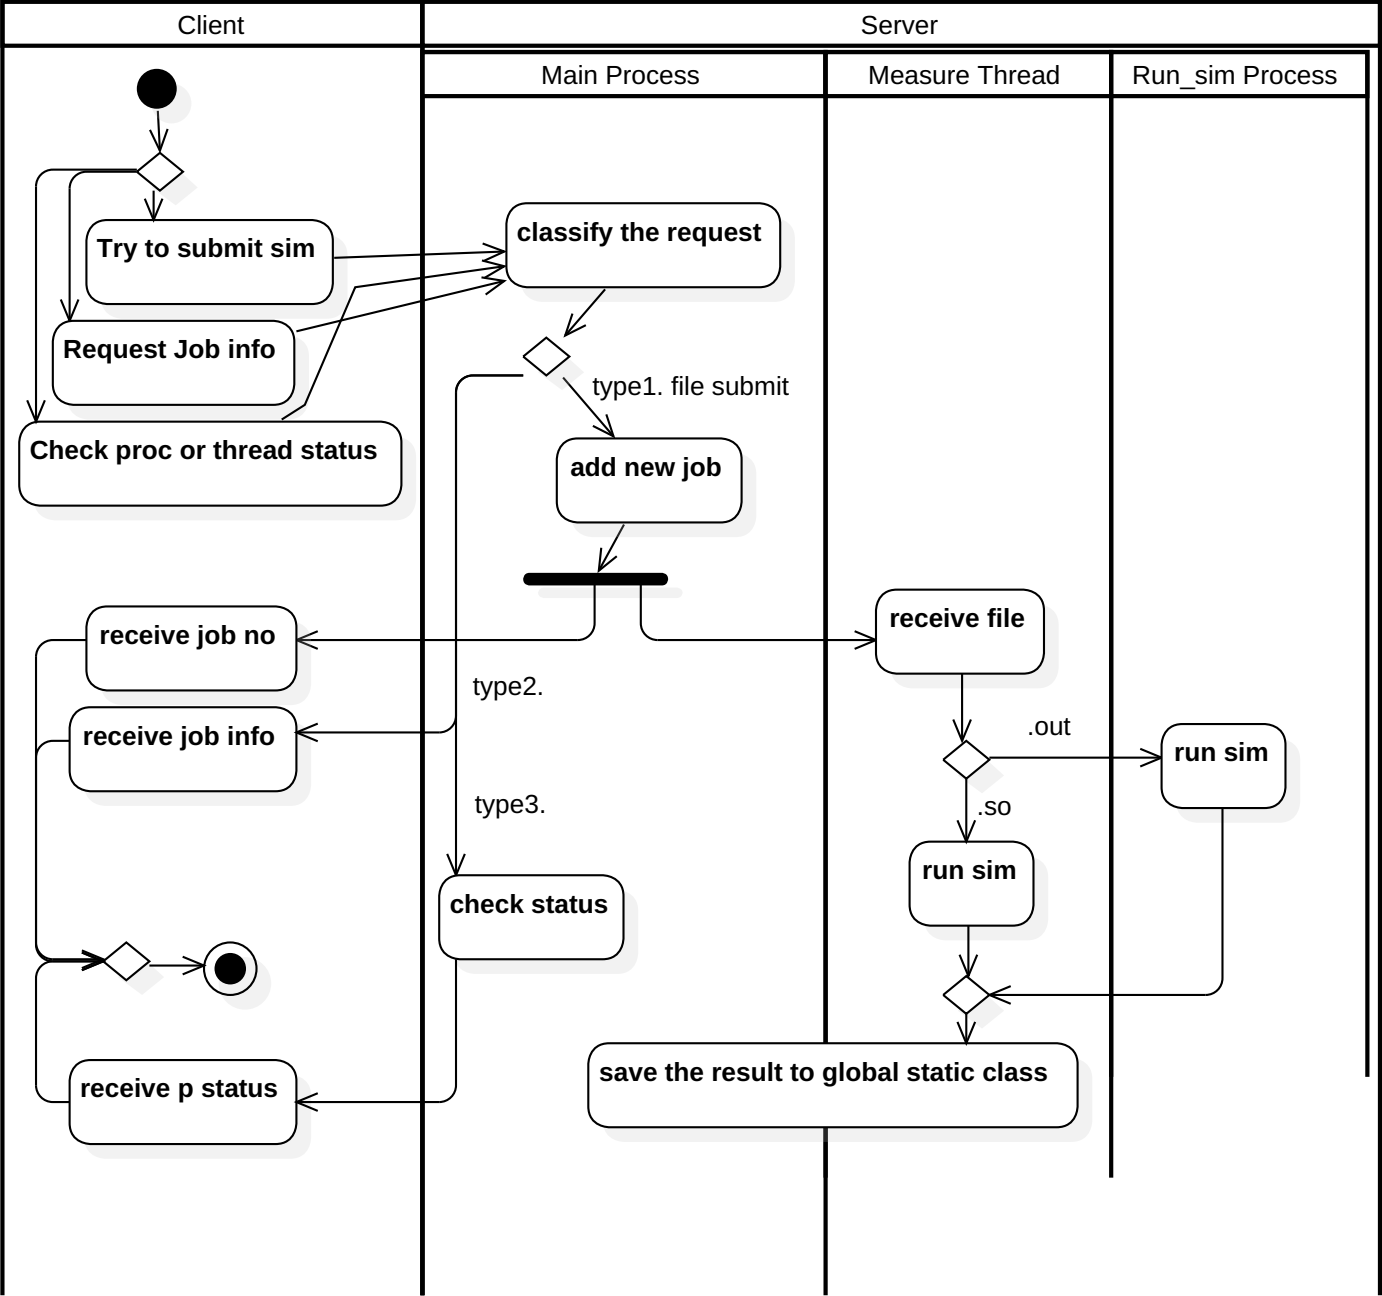 Client
Server
Main Process
Measure Thread
Run_sim Process
Try to submit sim
classify the request
Request Job info
type1. file submit
Check proc or thread status
add new job
receive job no
receive file
type2.
receive job info
.out
run sim
type3.
.so
run sim
check status
receive p status
save the result to global static class